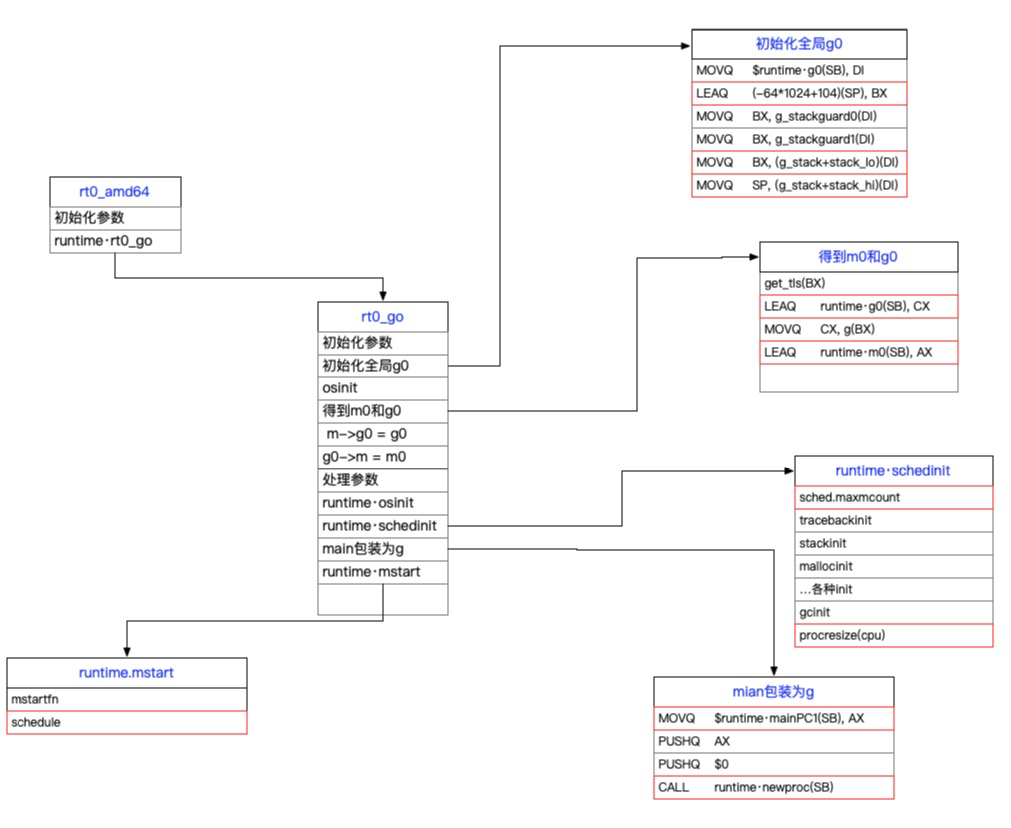 初始化全局g0
MOVQ $runtime·g0(SB), DI
LEAQ (-64*1024+104)(SP), BX
MOVQ BX, g_stackguard0(DI)
MOVQ BX, g_stackguard1(DI)
MOVQ BX, (g_stack+stack_lo)(DI)
MOVQ SP, (g_stack+stack_hi)(DI)
rt0_amd64
初始化参数
runtime·rt0_go
得到m0和g0
get_tls(BX)
LEAQ runtime·g0(SB), CX
MOVQ CX, g(BX)
LEAQ runtime·m0(SB), AX
rt0_go
初始化参数
初始化全局g0
osinit
得到m0和g0
m->g0 = g0
g0->m = m0
处理参数
runtime·osinit
runtime·schedinit
main包装为g
runtime·mstart
runtime·schedinit
sched.maxmcount
tracebackinit
stackinit
mallocinit
...各种init
gcinit
procresize(cpu)
runtime.mstart
mstartfn
schedule
mian包装为g
MOVQ $runtime·mainPC1(SB), AX
PUSHQ AX
PUSHQ $0
CALL runtime·newproc(SB)